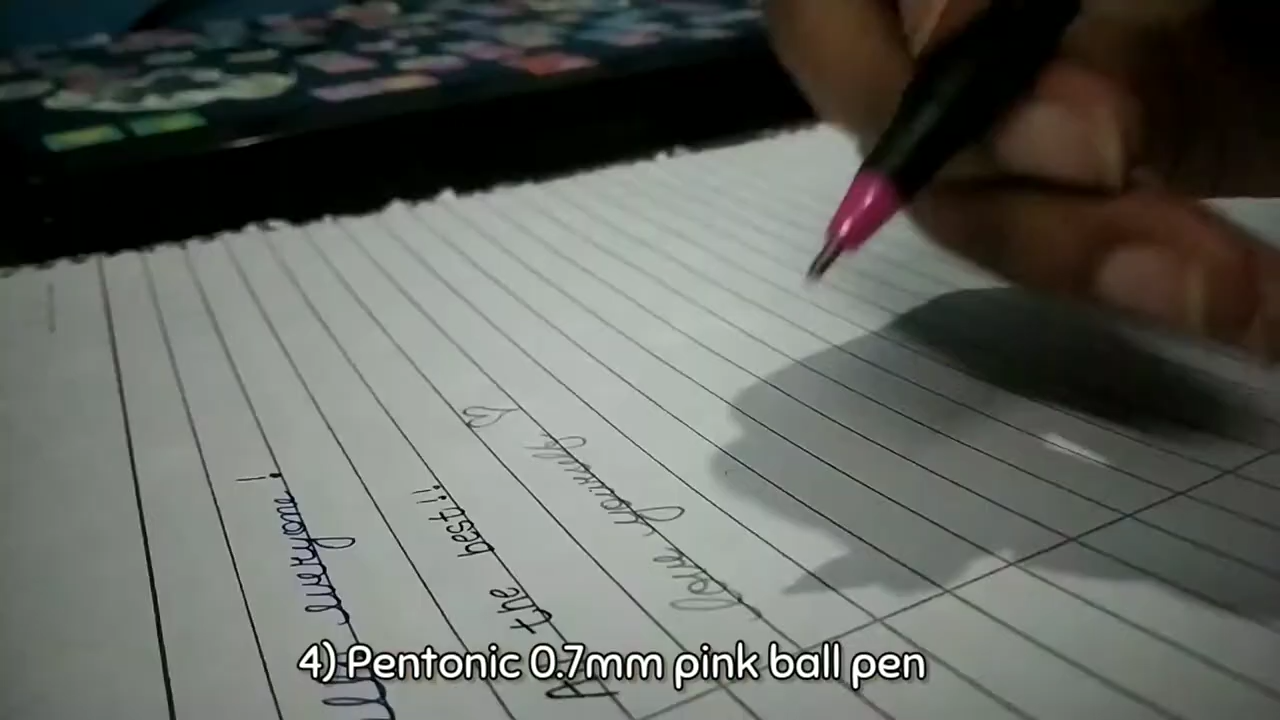 everyone!
the best!!
Love yourself ♡
4) Pentonic 0.7mm pink ball pen